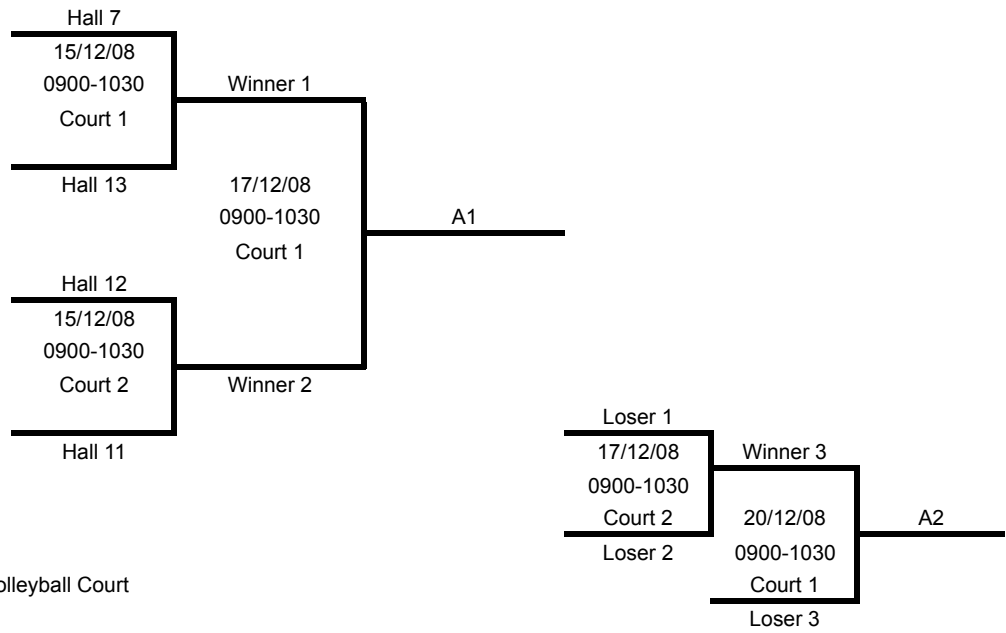 Hall 7
15/12/08
0900-1030
Court 1
Winner 1
Hall 13
17/12/08
0900-1030
Court 1
A1
Hall 12
15/12/08
0900-1030
Court 2
Winner 2
Hall 11
Loser 1
17/12/08
0900-1030
Court 2
Winner 3
Loser 2
20/12/08
0900-1030
Court 1
A2
Loser 3
olleyball Court